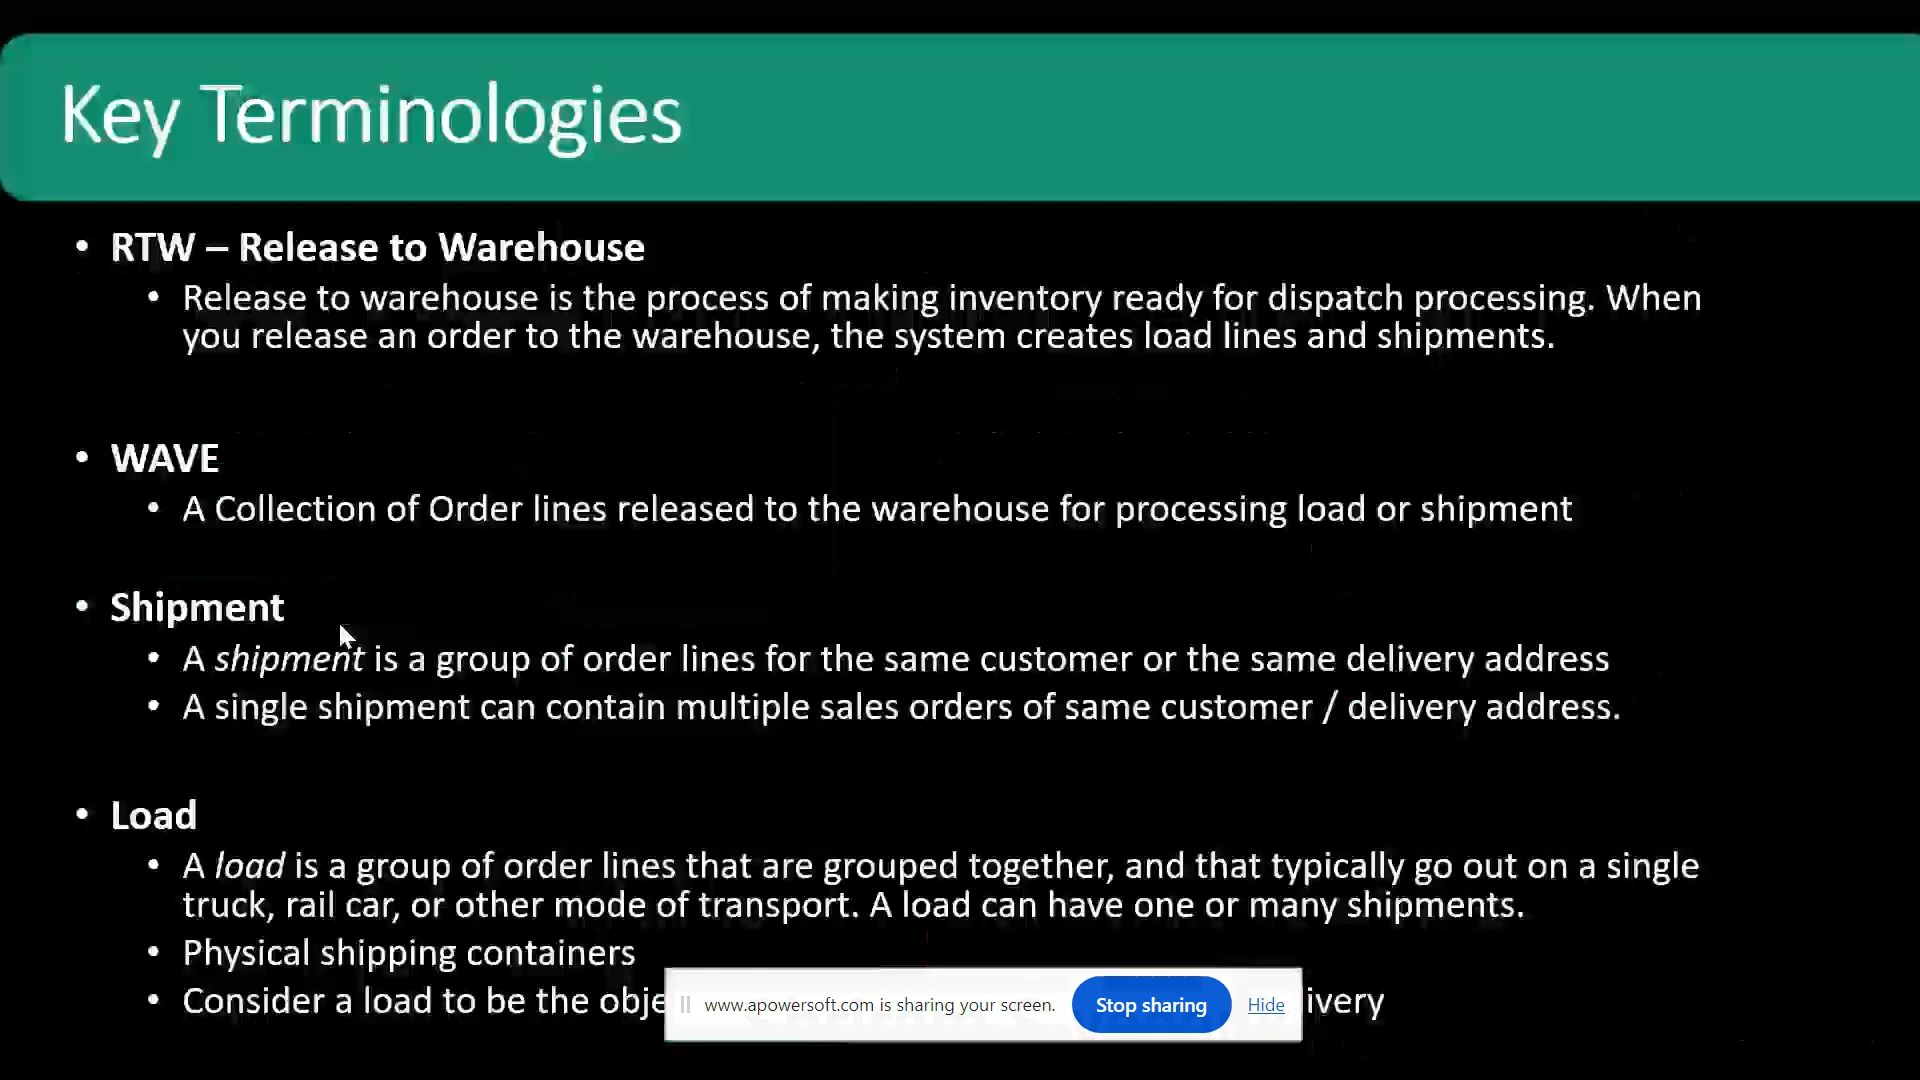 Key Terminologies
• RTW – Release to Warehouse
• Release to warehouse is the process of making inventory ready for dispatch processing. When
you release an order to the warehouse, the system creates load lines and shipments.
• WAVE
• A Collection of Order lines released to the warehouse for processing load or shipment
• Shipment
• A shipment is a group of order lines for the same customer or the same delivery address
• A single shipment can contain multiple sales orders of same customer / delivery address.
• Load
• A load is a group of order lines that are grouped together, and that typically go out on a single
truck, rail car, or other mode of transport. A load can have one or many shipments.
• Physical shipping containers
• Consider a load to be the
www.apowersoft.com is sharing your screen. Stop sharing Hide